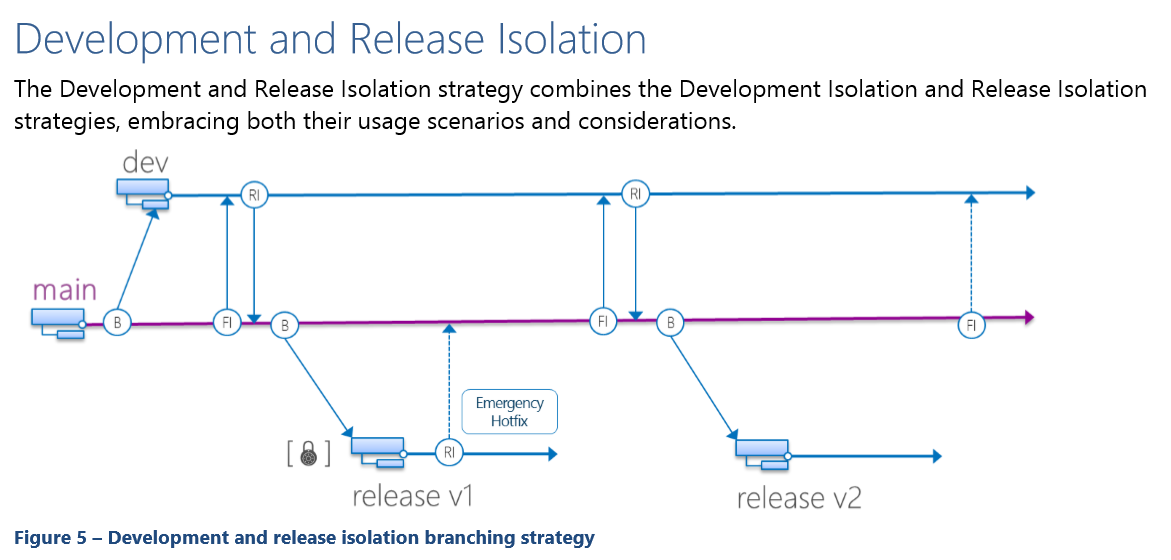 Development and Release Isolation
The Development and Release Isolation strategy combines the Development Isolation and Release Isolation
strategies, embracing both their usage scenarios and considerations.
dev
RI
RI
main
B
FI
B
FI
B
FI
Emergency
Hotfix
[ ]
RI
release v1
release v2
Figure 5 – Development and release isolation branching strategy